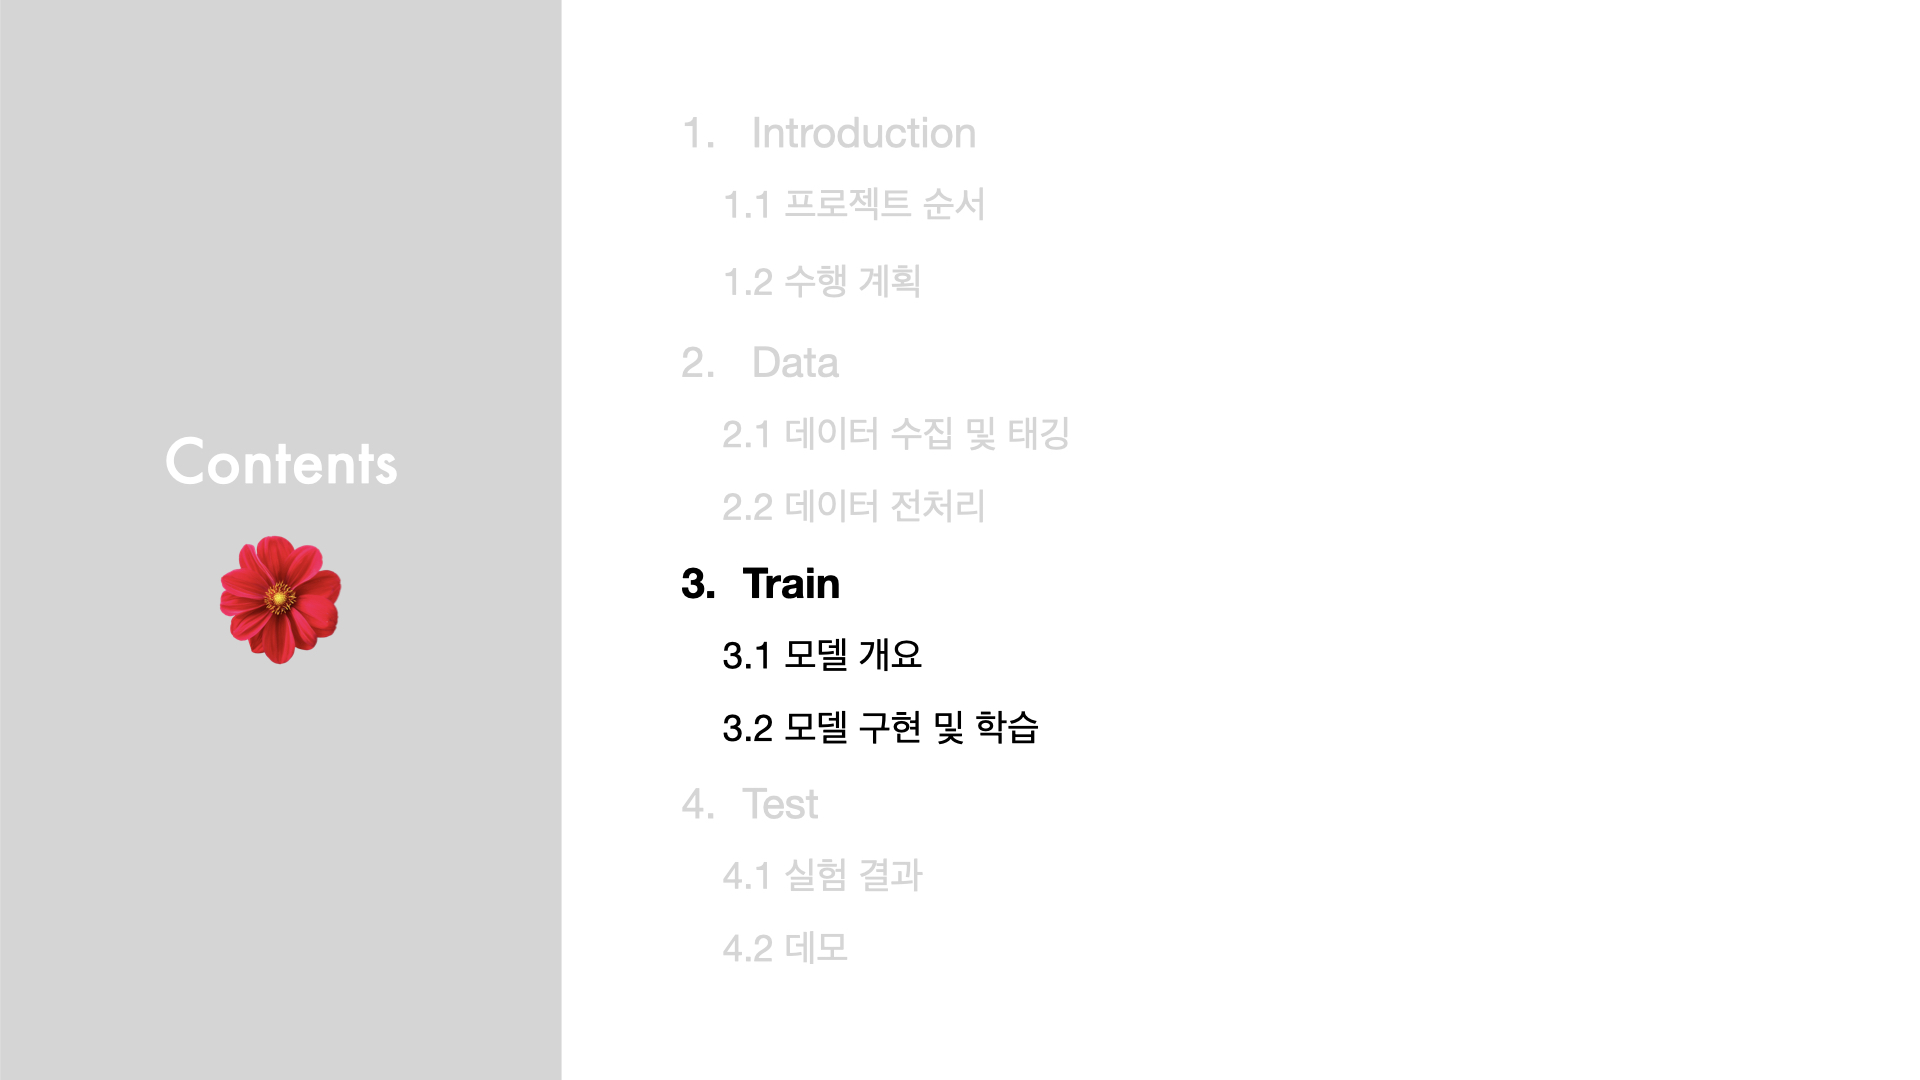 Contents
1. Introduction
1.1 프로젝트 순서
1.2 수행 계획
2. Data
2.1 데이터 수집 및 태깅
2.2 데이터 전처리
3. Train
3.1 모델 개요
3.2 모델 구현 및 학습
4. Test
4.1 실험 결과
4.2 데모